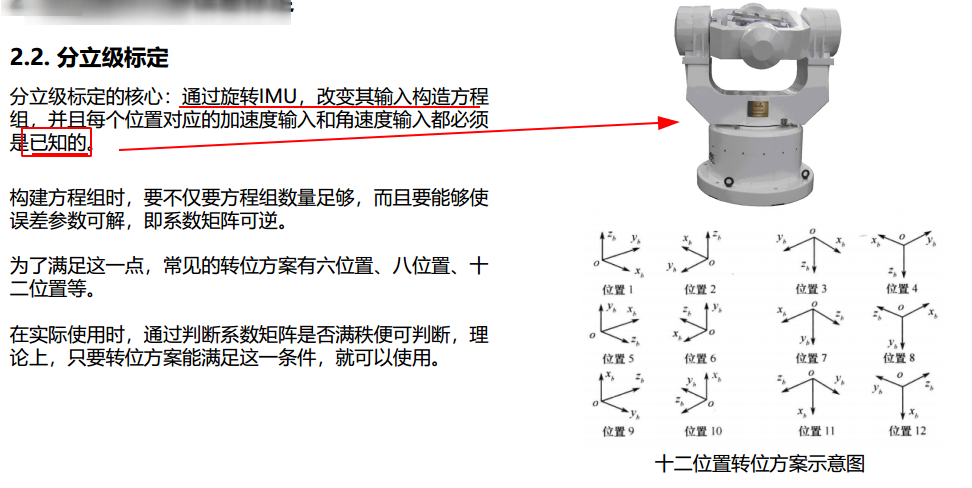 2.2. 分立级标定
分立级标定的核心：通过旋转IMU，改变其输入构造方程
组，并且每个位置对应的加速度输入和角速度输入都必须
是已知的。
构建方程组时，要不仅要方程组数量足够，而且要能够使
误差参数可解，即系数矩阵可逆。
为了满足这一点，常见的转位方案有六位置、八位置、十
二位置等。
在实际使用时，通过判断系数矩阵是否满秩便可判断，理
论上，只要转位方案能满足这一条件，就可以使用。
z_b y_b o x_b
x_b z_b y_b o
y_b o x_b z_b
x_b o y_b z_b
位置 1 位置 2 位置 3 位置 4
y_b x_b o z_b
z_b y_b x_b o
x_b o z_b y_b
z_b o x_b y_b
位置 5 位置 6 位置 7 位置 8
x_b z_b o y_b
y_b x_b z_b o
z_b o y_b x_b
y_b o z_b x_b
位置 9 位置 10 位置 11 位置 12
十二位置转位方案示意图